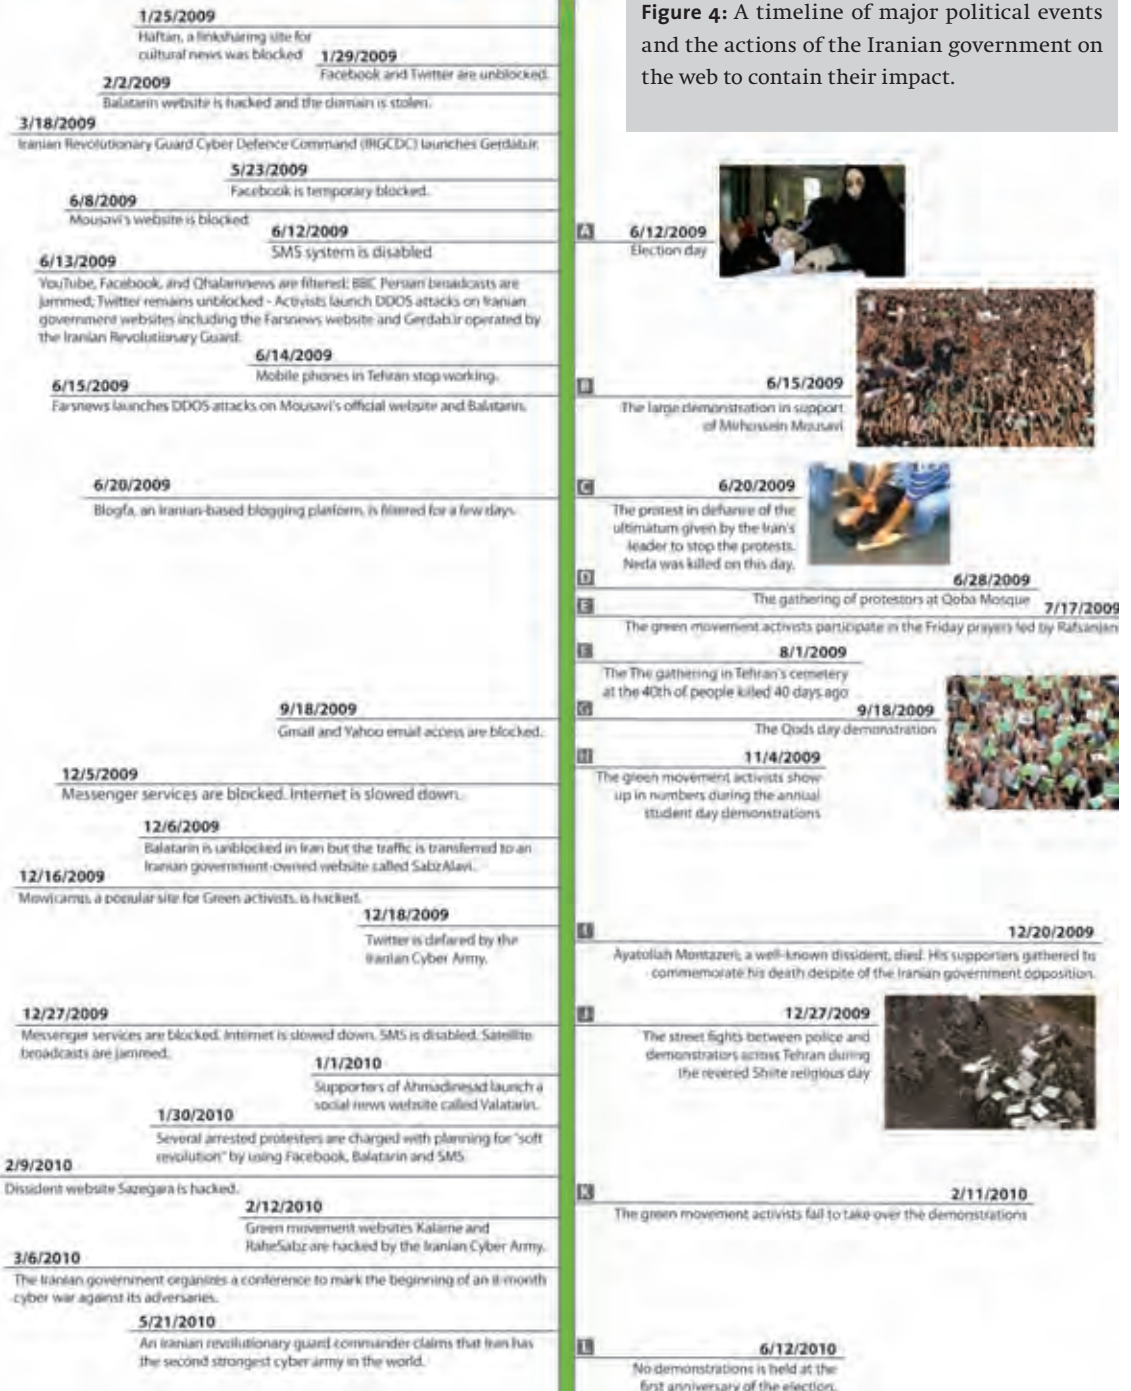 Figure 4: A timeline of major political events
and the actions of the Iranian government on
the web to contain their impact.
1/25/2009
Haftan, a linksharing site for
cultural news was blocked
1/29/2009
Facebook and Twitter are unblocked.
2/2/2009
Balatarin website is hacked and the domain is stolen.
3/18/2009
Iranian Revolutionary Guard Cyber Defence Command (IRGCDC) launches Gerdab.ir.
5/23/2009
Facebook is temporary blocked.
6/8/2009
Mousavi's website is blocked
6/12/2009
SMS system is disabled
6/13/2009
YouTube, Facebook, and Qhalamnews are filtered; BBC Persian broadcasts are
jammed; Twitter remains unblocked - Activists launch DDOS attacks on Iranian
government websites including the Farsnews website and Gerdab.ir operated by
the Iranian Revolutionary Guard.
6/14/2009
Mobile phones in Tehran stop working.
6/15/2009
Farsnews launches DDOS attacks on Mousavi's official website and Balatarin.
6/20/2009
Blogfa, an Iranian-based blogging platform, is filtered for a few days.
9/18/2009
Gmail and Yahoo email access are blocked.
12/5/2009
Messenger services are blocked. Internet is slowed down.
12/6/2009
Balatarin is unblocked in Iran but the traffic is transferred to an
Iranian government-owned website called SabzAlavi.
12/16/2009
Mowjcamp, a popular site for Green activists, is hacked.
12/18/2009
Twitter is defared by the
Iranian Cyber Army.
12/27/2009
Messenger services are blocked. Internet is slowed down. SMS is disabled. Satellite
broadcasts are jammed.
1/1/2010
Supporters of Ahmadinejad launch a
social news website called Valatarin.
1/30/2010
Several arrested protesters are charged with planning for "soft
revolution" by using Facebook, Balatarin and SMS
2/9/2010
Dissident website Sazegara is hacked.
2/12/2010
Green movement websites Kalame and
RaheSabz are hacked by the Iranian Cyber Army.
3/6/2010
The Iranian government organizes a conference to mark the beginning of an 8-month
cyber war against its adversaries.
5/21/2010
An iranian revolutionary guard commander claims that Iran has
the second strongest cyber army in the world.
A
6/12/2009
Election day
B
6/15/2009
The large demonstration in support
of Mirhossein Mousavi
C
6/20/2009
The protest in defiance of the
ultimatum given by the Iran's
leader to stop the protests.
Neda was killed on this day.
D
6/28/2009
The gathering of protestors at Qoba Mosque
E
7/17/2009
The green movement activists participate in the Friday prayers led by Rafsanjani
F
8/1/2009
The The gathering in Tehran's cemetery
at the 40th of people killed 40 days ago
G
9/18/2009
The Qods day demonstration
H
11/4/2009
The green movement activists show
up in numbers during the annual
student day demonstrations
I
12/20/2009
Ayatollah Montazeri, a well-known dissident, died. His supporters gathered to
commemorate his death despite of the Iranian government opposition.
J
12/27/2009
The street fights between police and
demonstrators across Tehran during
the revered Shiite religious day
K
2/11/2010
The green movement activists fail to take over the demonstrations
L
6/12/2010
No demonstrations is held at the
first anniversary of the election.